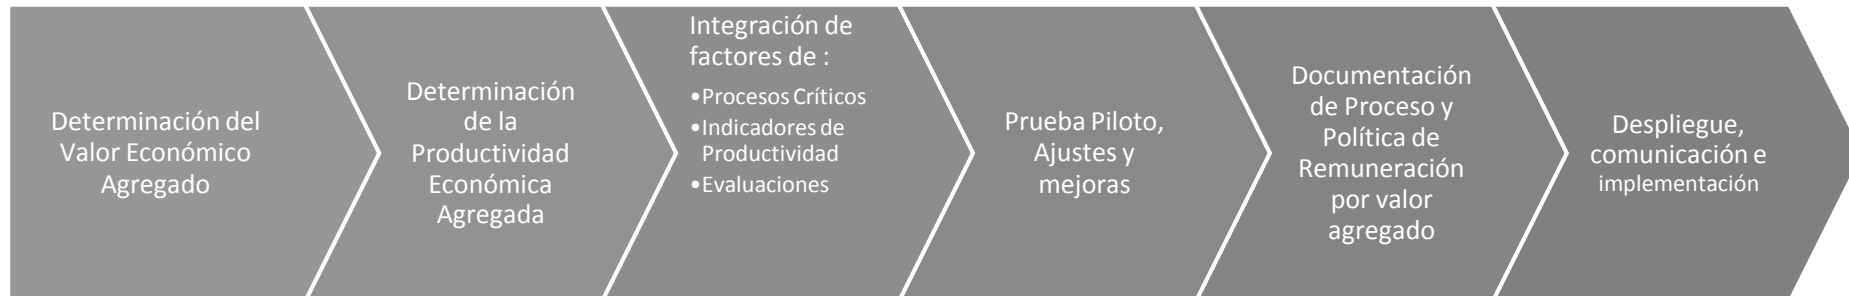 Determinación del
Valor Económico
Agregado
Determinación
de la
Productividad
Económica
Agregada
Integración de
factores de :
•Procesos Críticos
•Indicadores de
Productividad
•Evaluaciones
Prueba Piloto,
Ajustes y
mejoras
Documentación
de Proceso y
Política de
Remuneración
por valor
agregado
Despliegue,
comunicación e
implementación